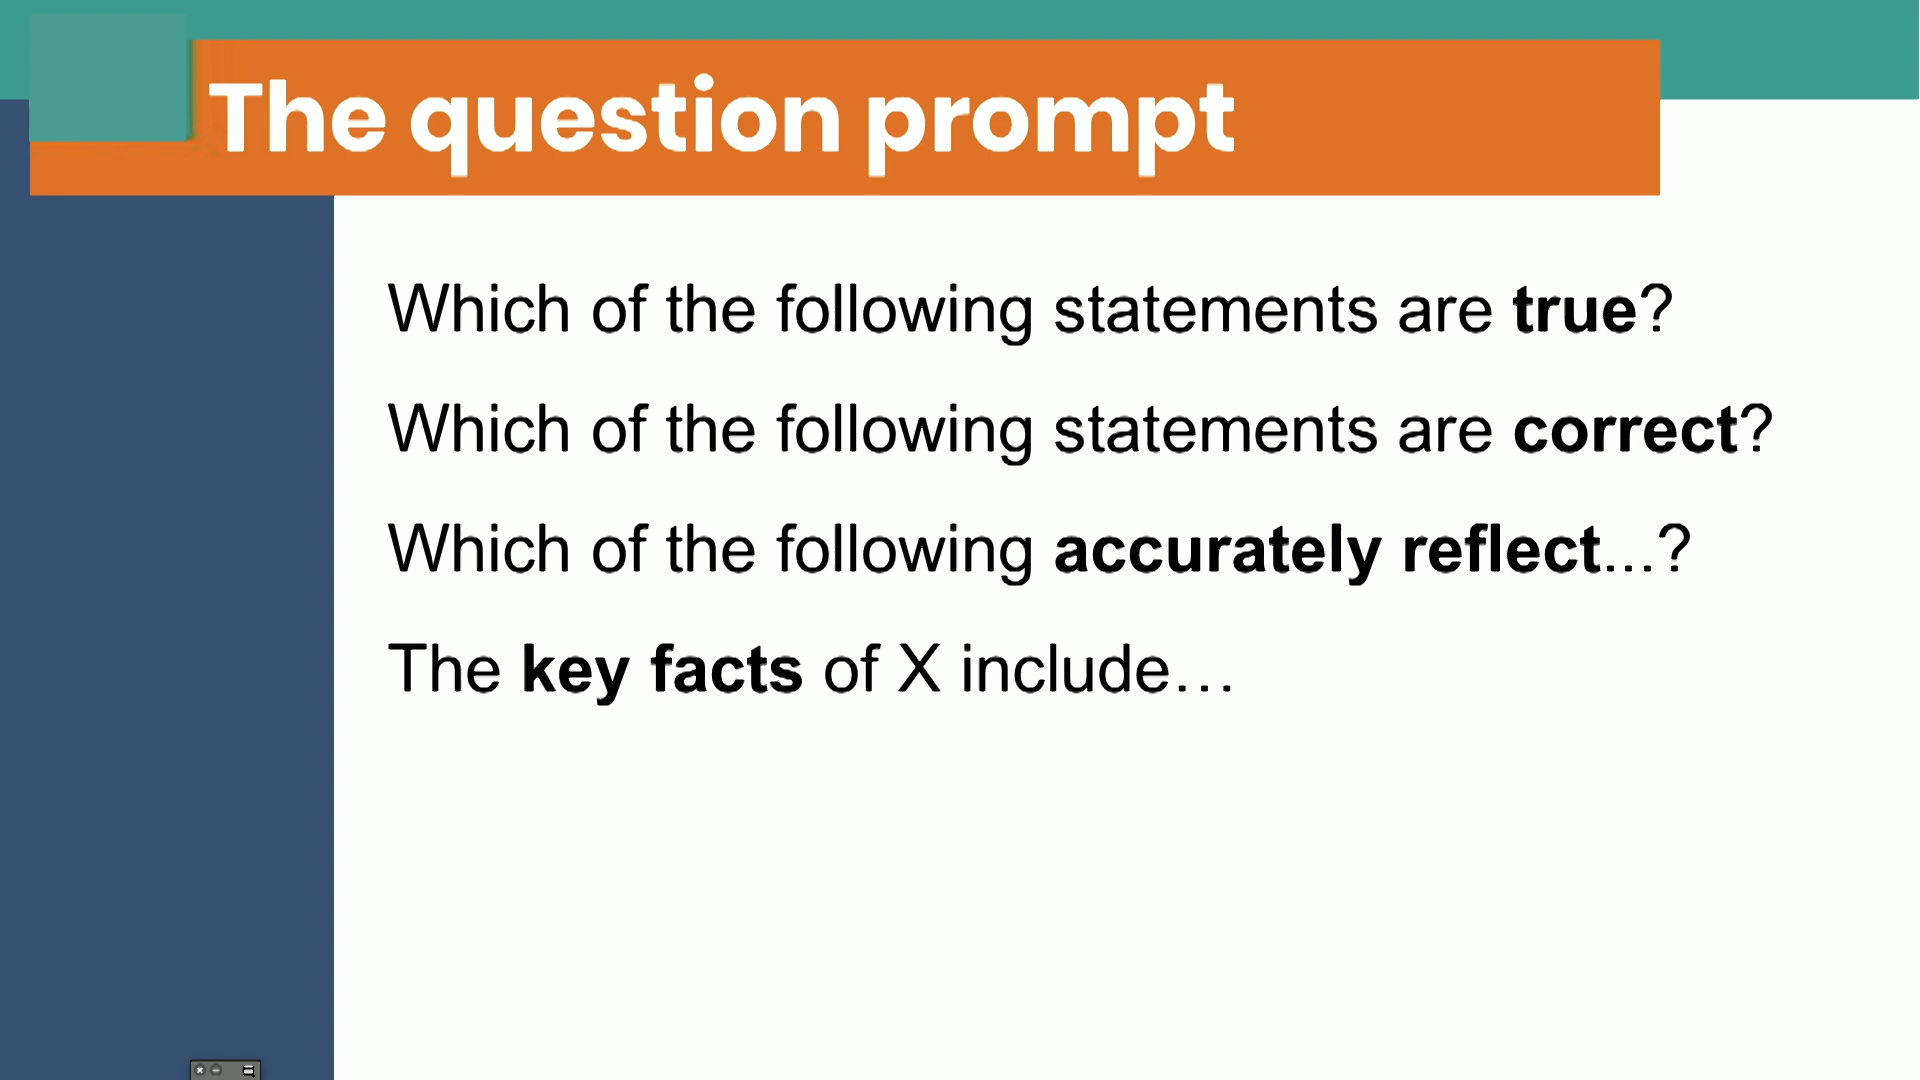 The question prompt
Which of the following statements are true?
Which of the following statements are correct?
Which of the following accurately reflect...?
The key facts of X include…